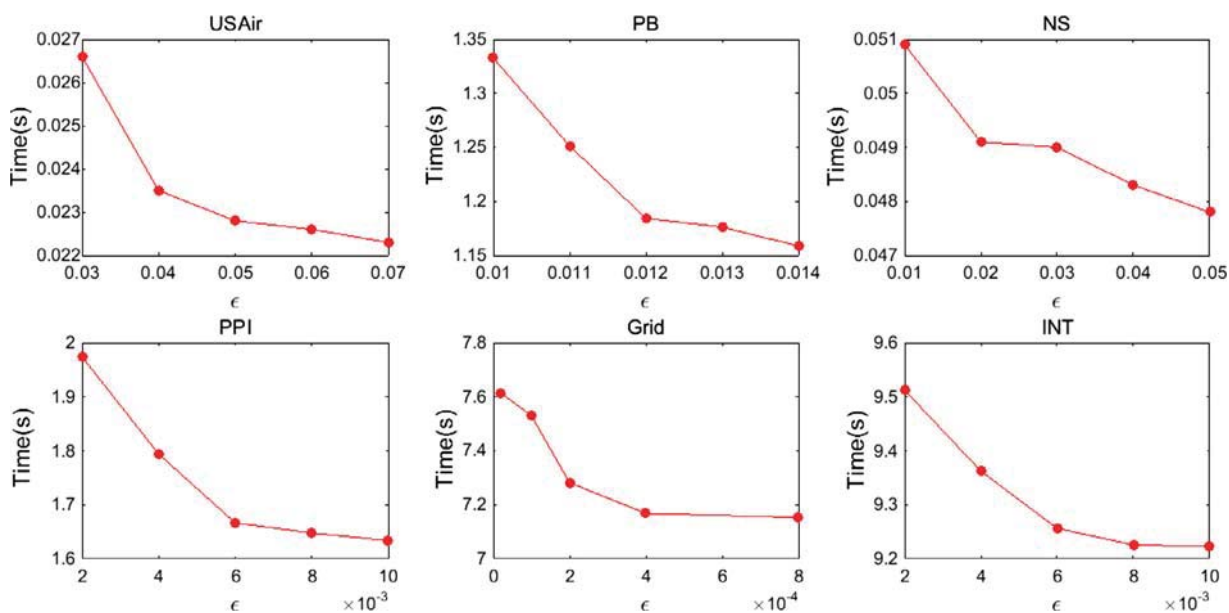 USAir
Time(s)
0.027
0.026
0.025
0.024
0.023
0.022
0.03 0.04 0.05 0.06 0.07
ϵ
PB
Time(s)
1.35
1.25
1.15
0.01 0.011 0.012 0.013 0.014
ϵ
NS
Time(s)
0.051
0.05
0.049
0.048
0.047
0.01 0.02 0.03 0.04 0.05
ϵ
PPI
Time(s)
2
1.9
1.8
1.7
1.6
2 4 6 8 10
ϵ ×10⁻³
Grid
Time(s)
7.8
7.6
7.4
7.2
7
0 2 4 6 8
ϵ ×10⁻⁴
INT
Time(s)
9.6
9.5
9.4
9.3
9.2
2 4 6 8 10
ϵ ×10⁻³